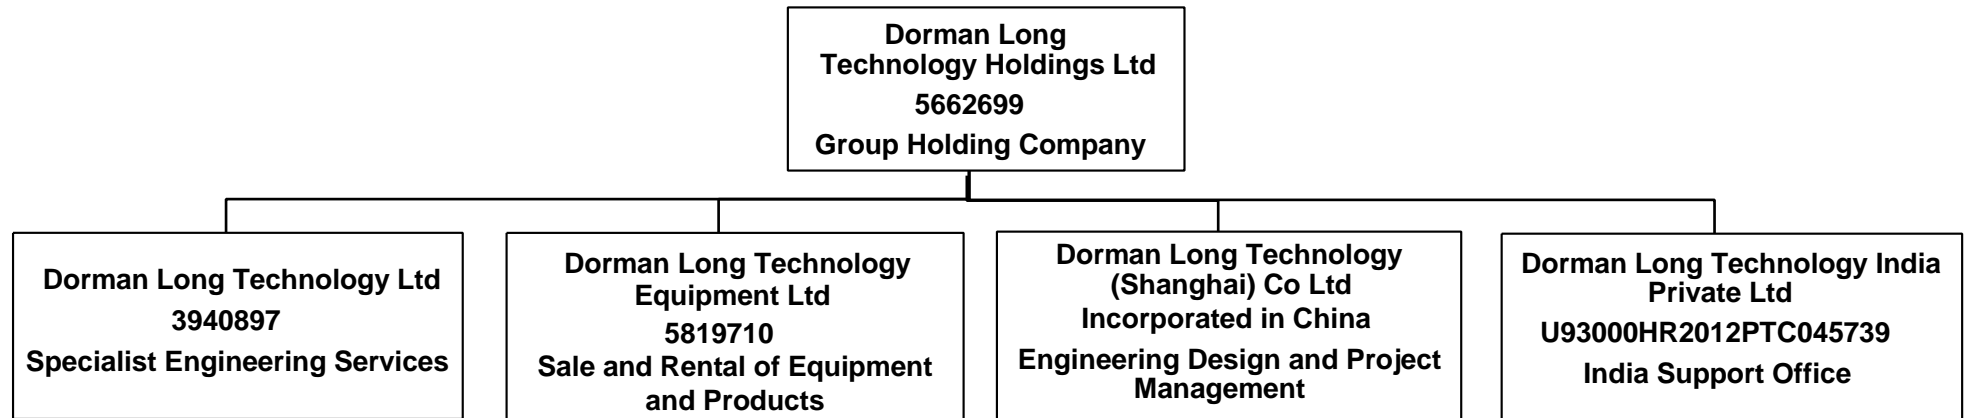 Dorman Long
Technology Holdings Ltd
5662699
Group Holding Company
Dorman Long Technology Ltd
3940897
Specialist Engineering Services
Dorman Long Technology
Equipment Ltd
5819710
Sale and Rental of Equipment
and Products
Dorman Long Technology
(Shanghai) Co Ltd
Incorporated in China
Engineering Design and Project
Management
Dorman Long Technology India
Private Ltd
U93000HR2012PTC045739
India Support Office